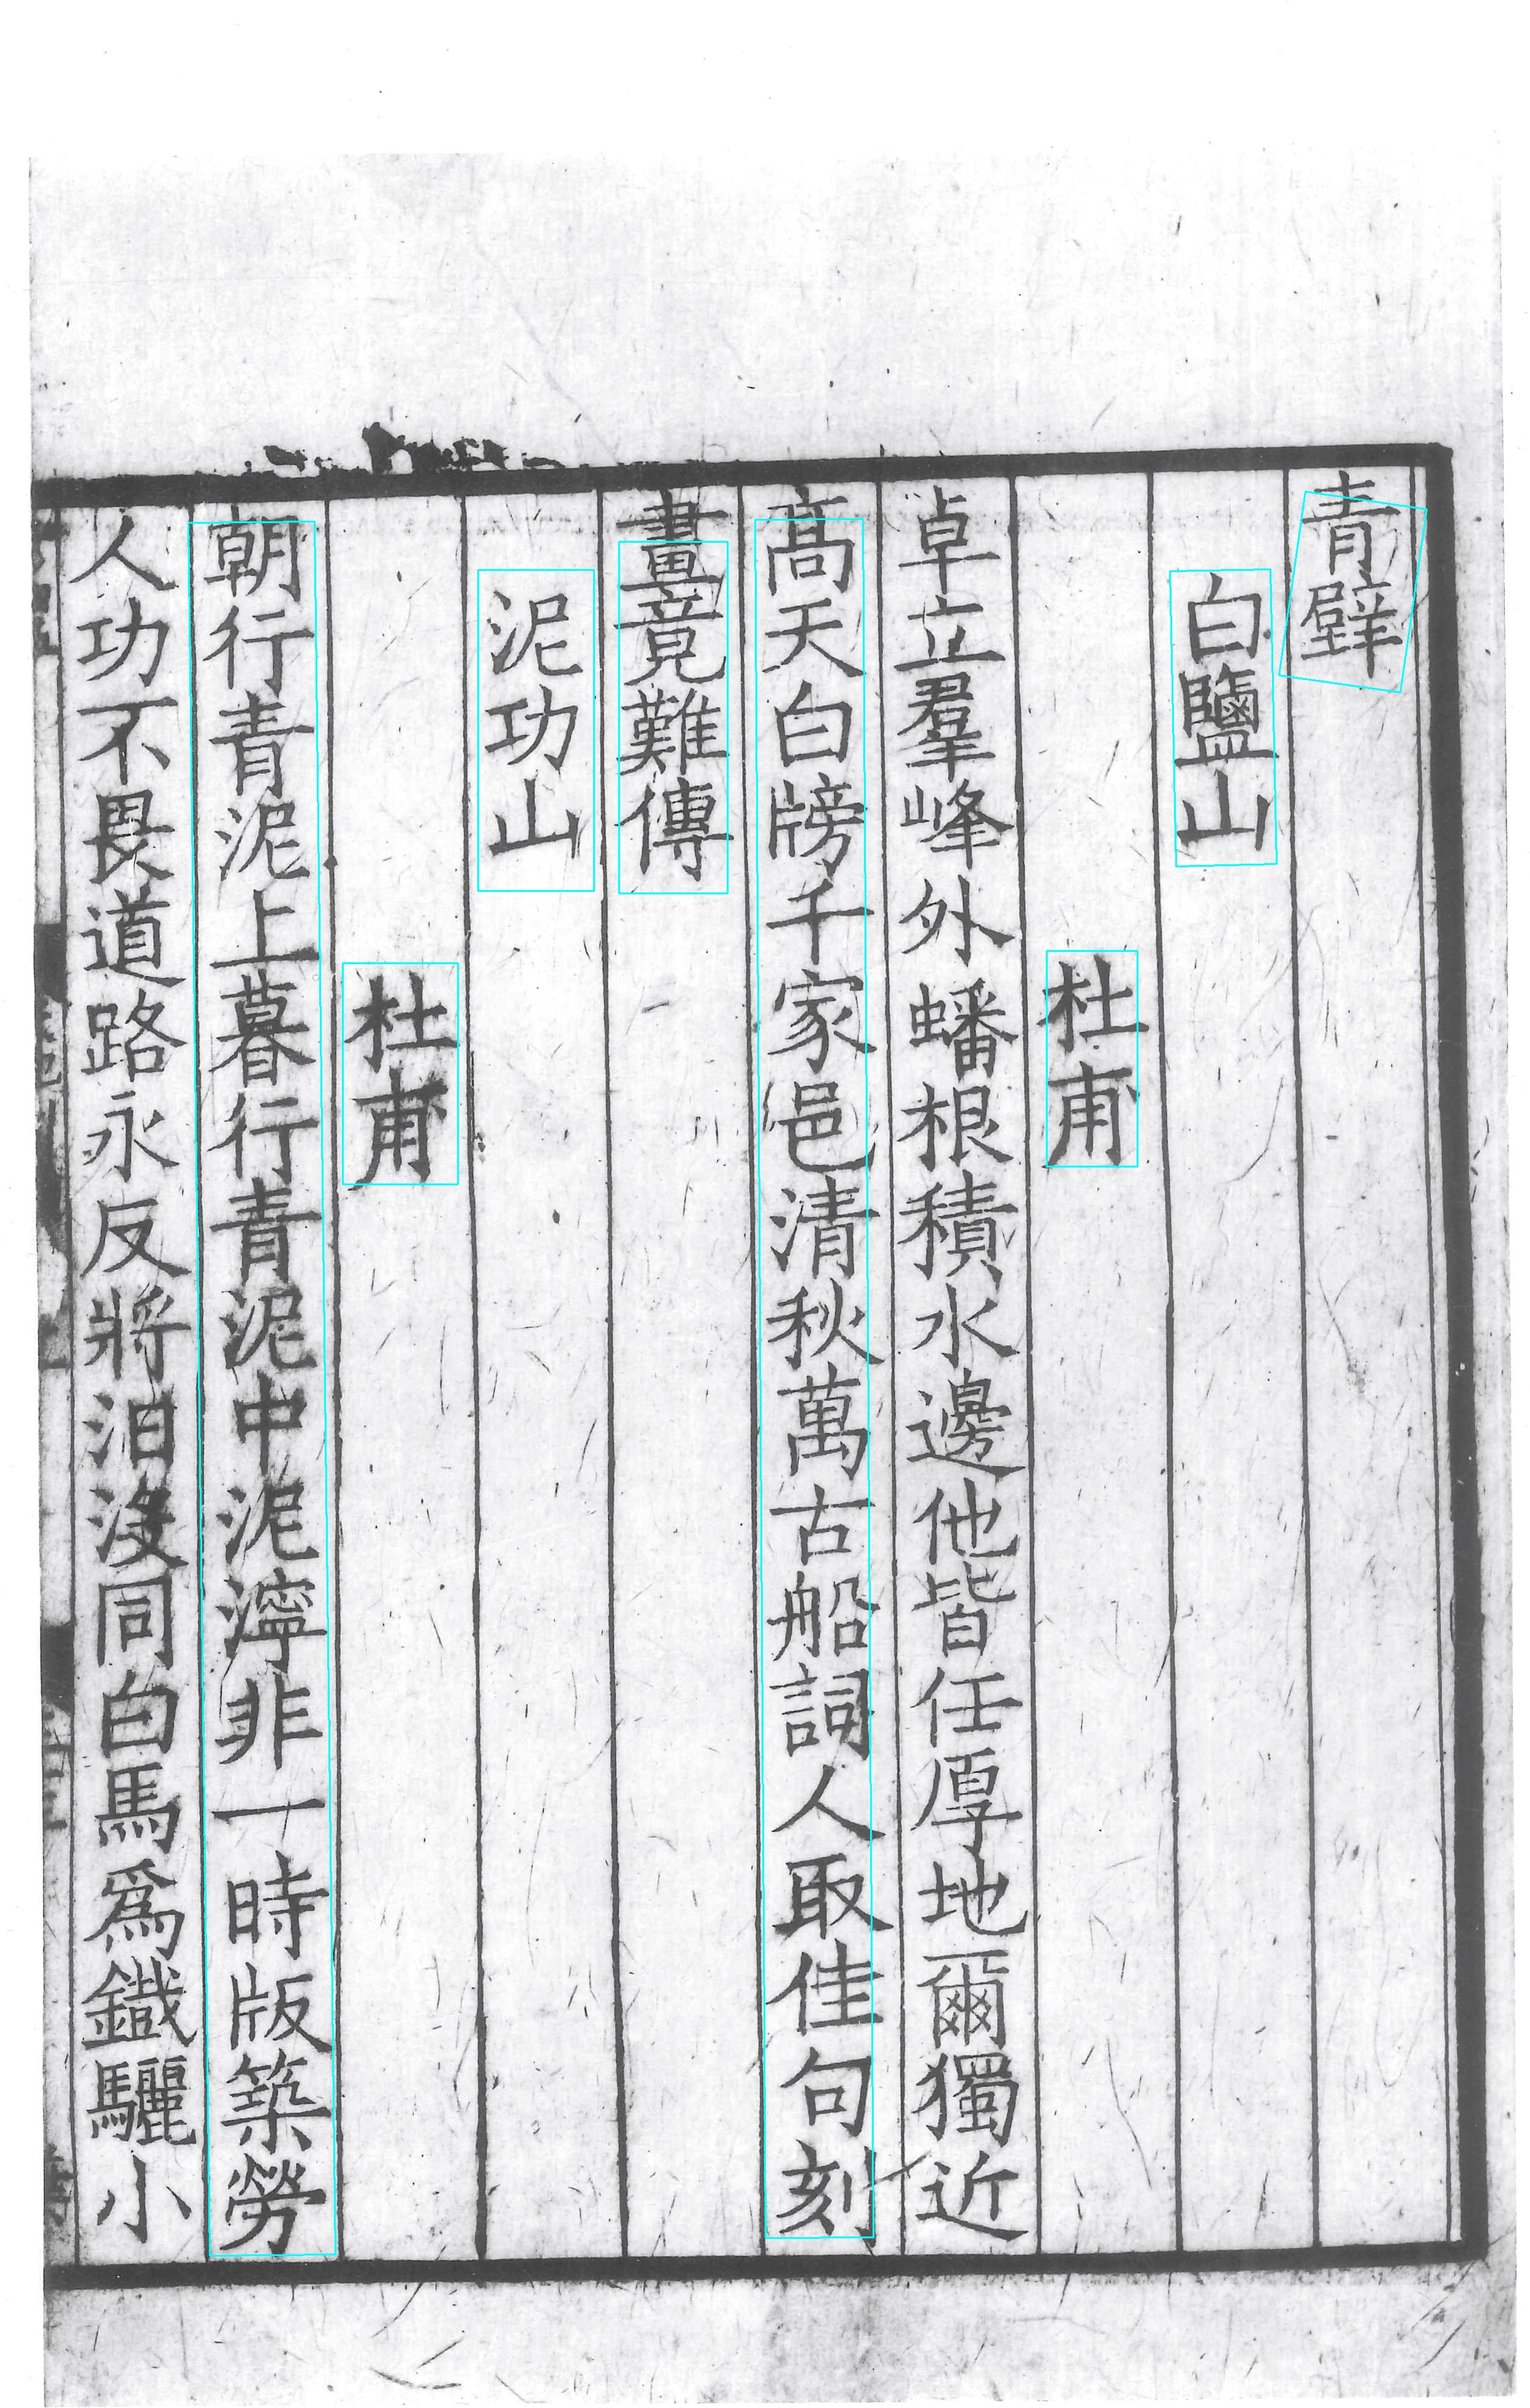 青壁
白鹽山
杜甫
卓立羣峰外蟠根積水邊他皆任厚地爾獨近
髙天白牓千家邑清秋萬古船詞人取佳句刻
畫竟難傳
泥功山
杜甫
朝行青泥上暮行青泥中泥濘非一時版築勞
人功不畏道路永反將汨沒同白馬爲鐡驪小